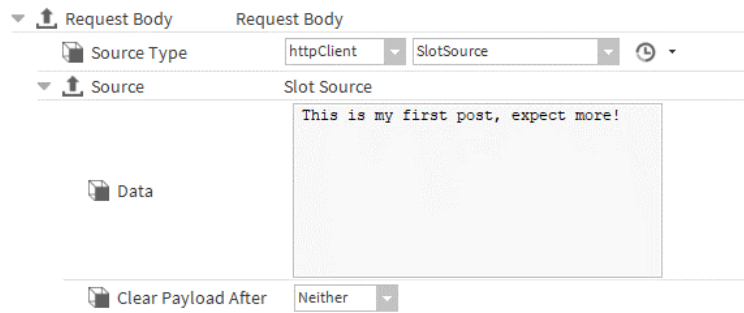 Request Body Request Body
Source Type httpClient SlotSource
Source Slot Source
This is my first post, expect more!
Data
Clear Payload After Neither